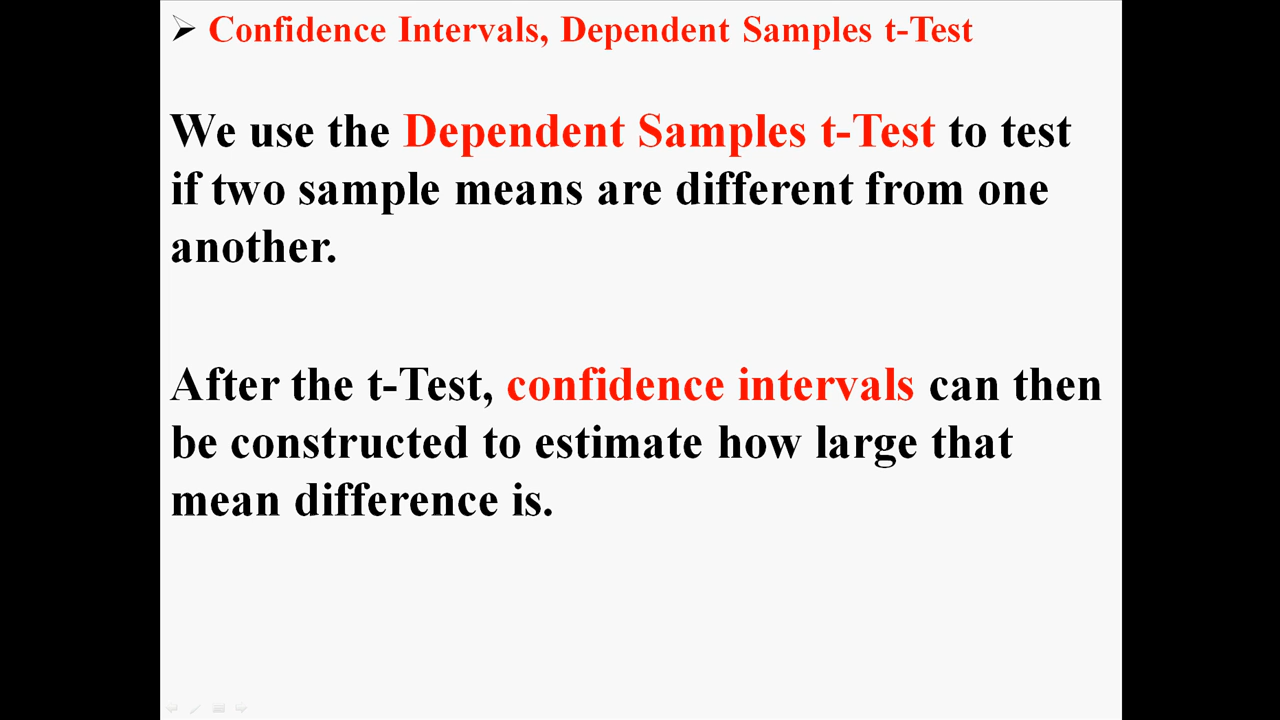 Confidence Intervals, Dependent Samples t-Test
We use the Dependent Samples t-Test to test
if two sample means are different from one
another.
After the t-Test, confidence intervals can then
be constructed to estimate how large that
mean difference is.